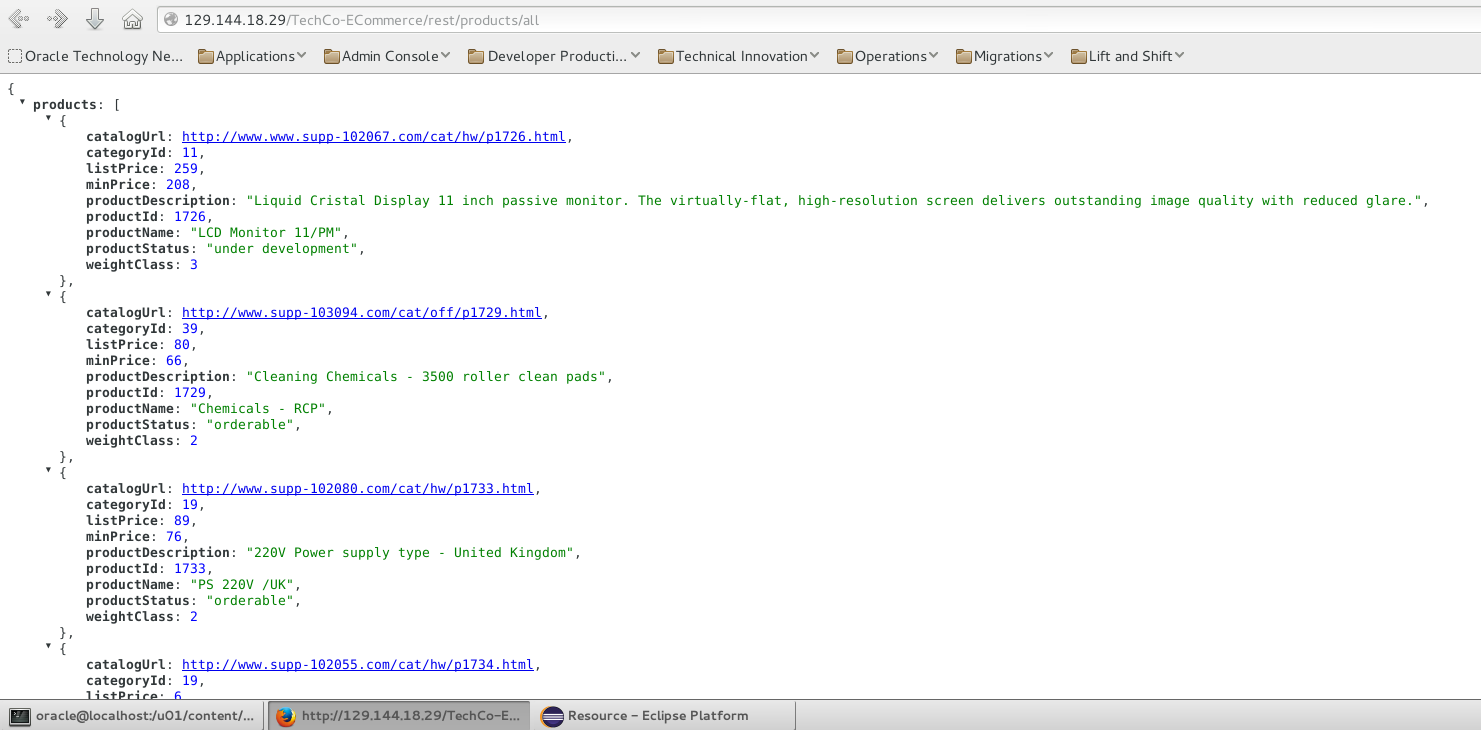 129.144.18.29/TechCo-ECommerce/rest/products/all
Oracle Technology Ne... Applications Admin Console Developer Producti... Technical Innovation Operations Migrations Lift and Shift
{
products: [
{
catalogUrl: http://www.www.supp-102067.com/cat/hw/p1726.html,
categoryId: 11,
listPrice: 259,
minPrice: 208,
productDescription: "Liquid Cristal Display 11 inch passive monitor. The virtually-flat, high-resolution screen delivers outstanding image quality with reduced glare.",
productId: 1726,
productName: "LCD Monitor 11/PM",
productStatus: "under development",
weightClass: 3
},
{
catalogUrl: http://www.supp-103094.com/cat/off/p1729.html,
categoryId: 39,
listPrice: 80,
minPrice: 66,
productDescription: "Cleaning Chemicals - 3500 roller clean pads",
productId: 1729,
productName: "Chemicals - RCP",
productStatus: "orderable",
weightClass: 2
},
{
catalogUrl: http://www.supp-102080.com/cat/hw/p1733.html,
categoryId: 19,
listPrice: 89,
minPrice: 76,
productDescription: "220V Power supply type - United Kingdom",
productId: 1733,
productName: "PS 220V /UK",
productStatus: "orderable",
weightClass: 2
},
{
catalogUrl: http://www.supp-102055.com/cat/hw/p1734.html,
categoryId: 19,
listPrice: 6
oracle@localhost:/u01/content/... http://129.144.18.29/TechCo-E... Resource - Eclipse Platform